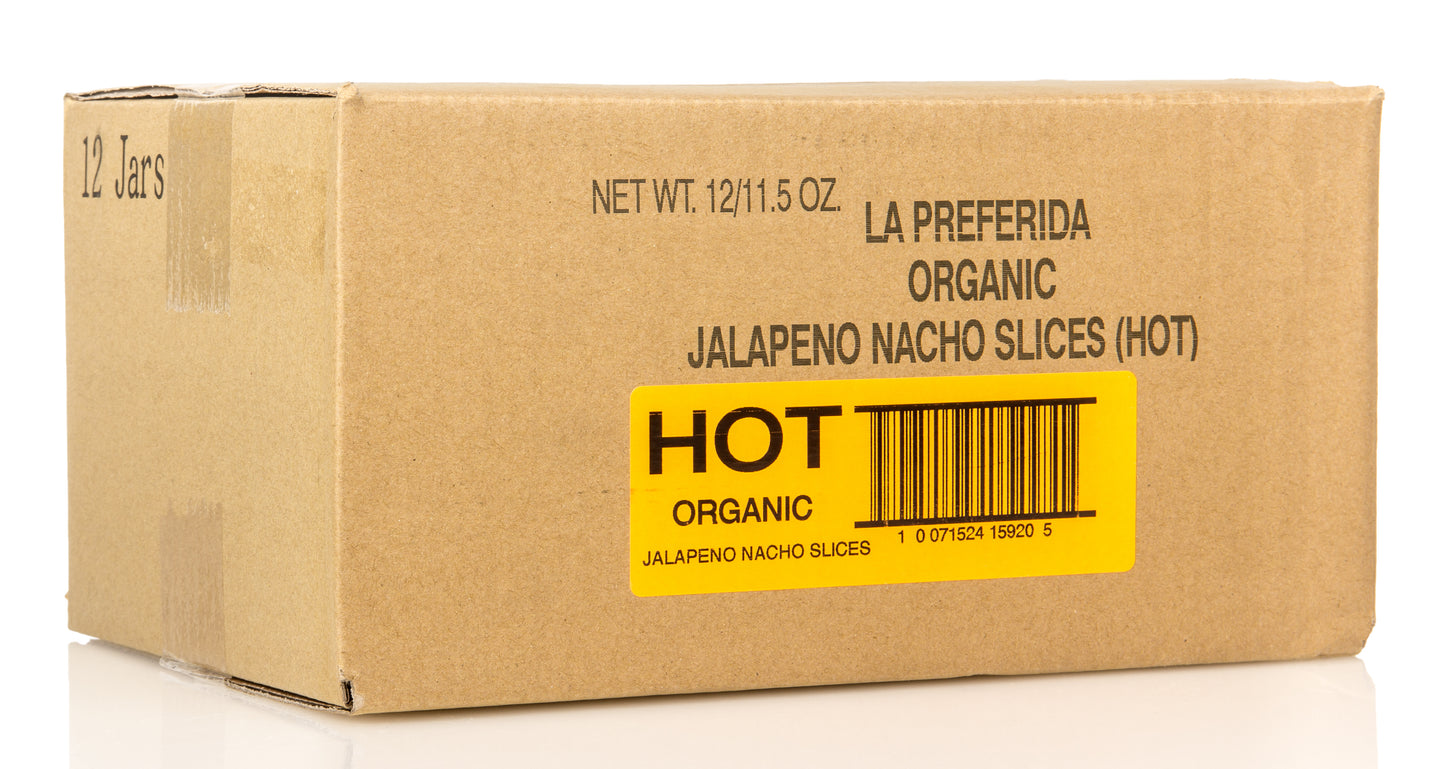 12 Jars
NET WT. 12/11.5 OZ.
LA PREFERIDA
ORGANIC
JALAPENO NACHO SLICES (HOT)
HOT
ORGANIC
JALAPENO NACHO SLICES
1 0 071524 15920 5